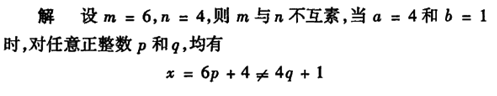 解 设 m = 6, n = 4, 则 m 与 n 不互素, 当 a = 4 和 b = 1
时, 对任意正整数 p 和 q, 均有
x = 6p + 4 ≠ 4q + 1